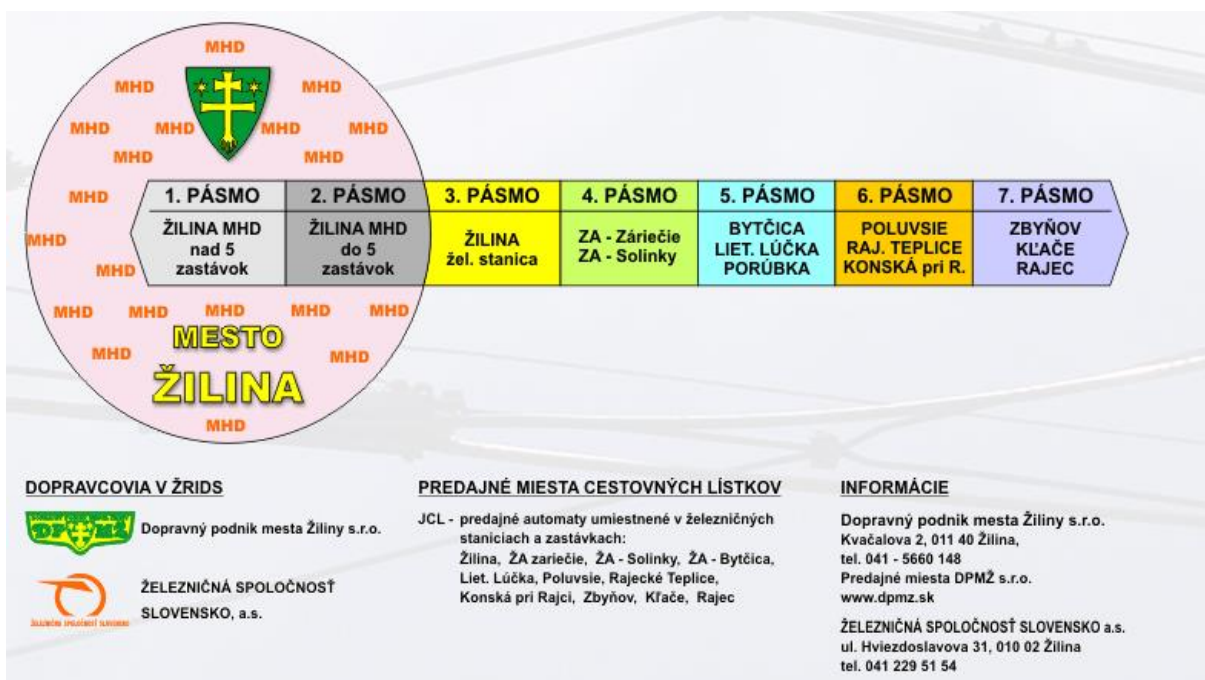 MHD
MHD MHD
MHD MHD MHD MHD
MHD MHD
MHD
MHD
MHD
1. PÁSMO
ŽILINA MHD
nad 5
zastávok
2. PÁSMO
ŽILINA MHD
do 5
zastávok
3. PÁSMO
ŽILINA
žel. stanica
4. PÁSMO
ZA - Záriečie
ZA - Solinky
5. PÁSMO
BYTČICA
LIET. LÚČKA
PORÚBKA
6. PÁSMO
POLUVSIE
RAJ. TEPLICE
KONSKÁ pri R.
7. PÁSMO
ZBYŇOV
KĽAČE
RAJEC
MHD MHD MHD MHD MHD
MESTO
MHD MHD
ŽILINA
MHD
DOPRAVCOVIA V ŽRIDS
DPMŽ
Dopravný podnik mesta Žiliny s.r.o.
ŽELEZNIČNÁ SPOLOČNOSŤ SLOVENSKO
ŽELEZNIČNÁ SPOLOČNOSŤ
SLOVENSKO, a.s.
PREDAJNÉ MIESTA CESTOVNÝCH LÍSTKOV
JCL - predajné automaty umiestnené v železničných
staniciach a zastávkach:
Žilina, ŽA zariečie, ŽA - Solinky, ŽA - Bytčica,
Liet. Lúčka, Poluvsie, Rajecké Teplice,
Konská pri Rajci, Zbyňov, Kľače, Rajec
INFORMÁCIE
Dopravný podnik mesta Žiliny s.r.o.
Kvačalova 2, 011 40 Žilina,
tel. 041 - 5660 148
Predajné miesta DPMŽ s.r.o.
www.dpmz.sk
ŽELEZNIČNÁ SPOLOČNOSŤ SLOVENSKO a.s.
ul. Hviezdoslavova 31, 010 02 Žilina
tel. 041 229 51 54